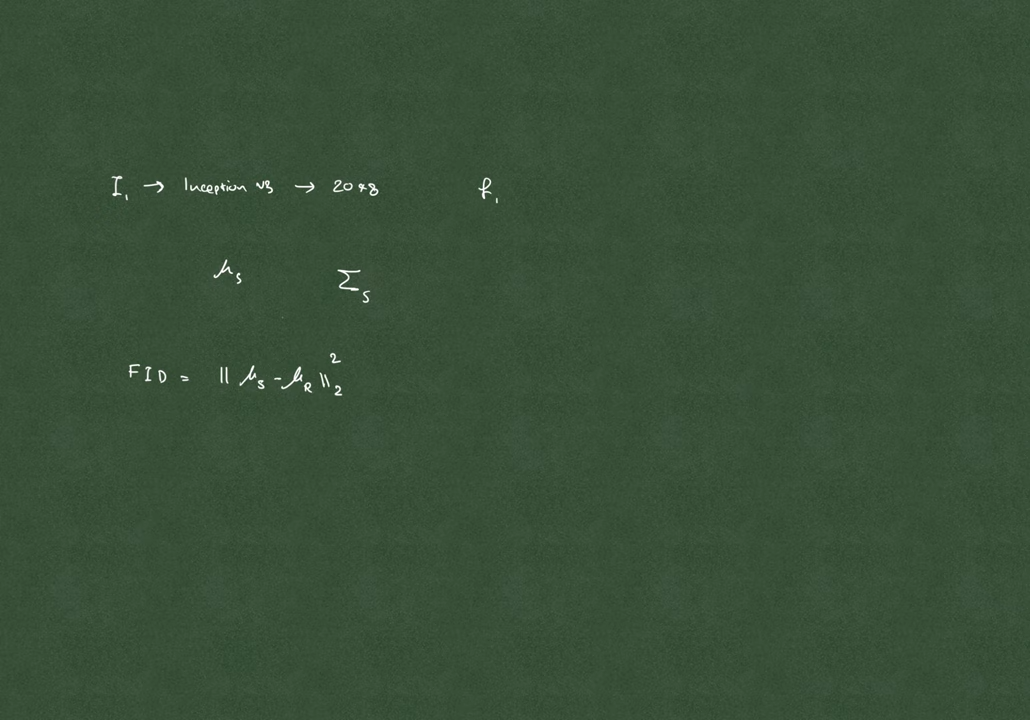 I₁ → Inception v3 → 2048 f₁
μ_S Σ_S
FID = ‖ μ_S - μ_R ‖₂²